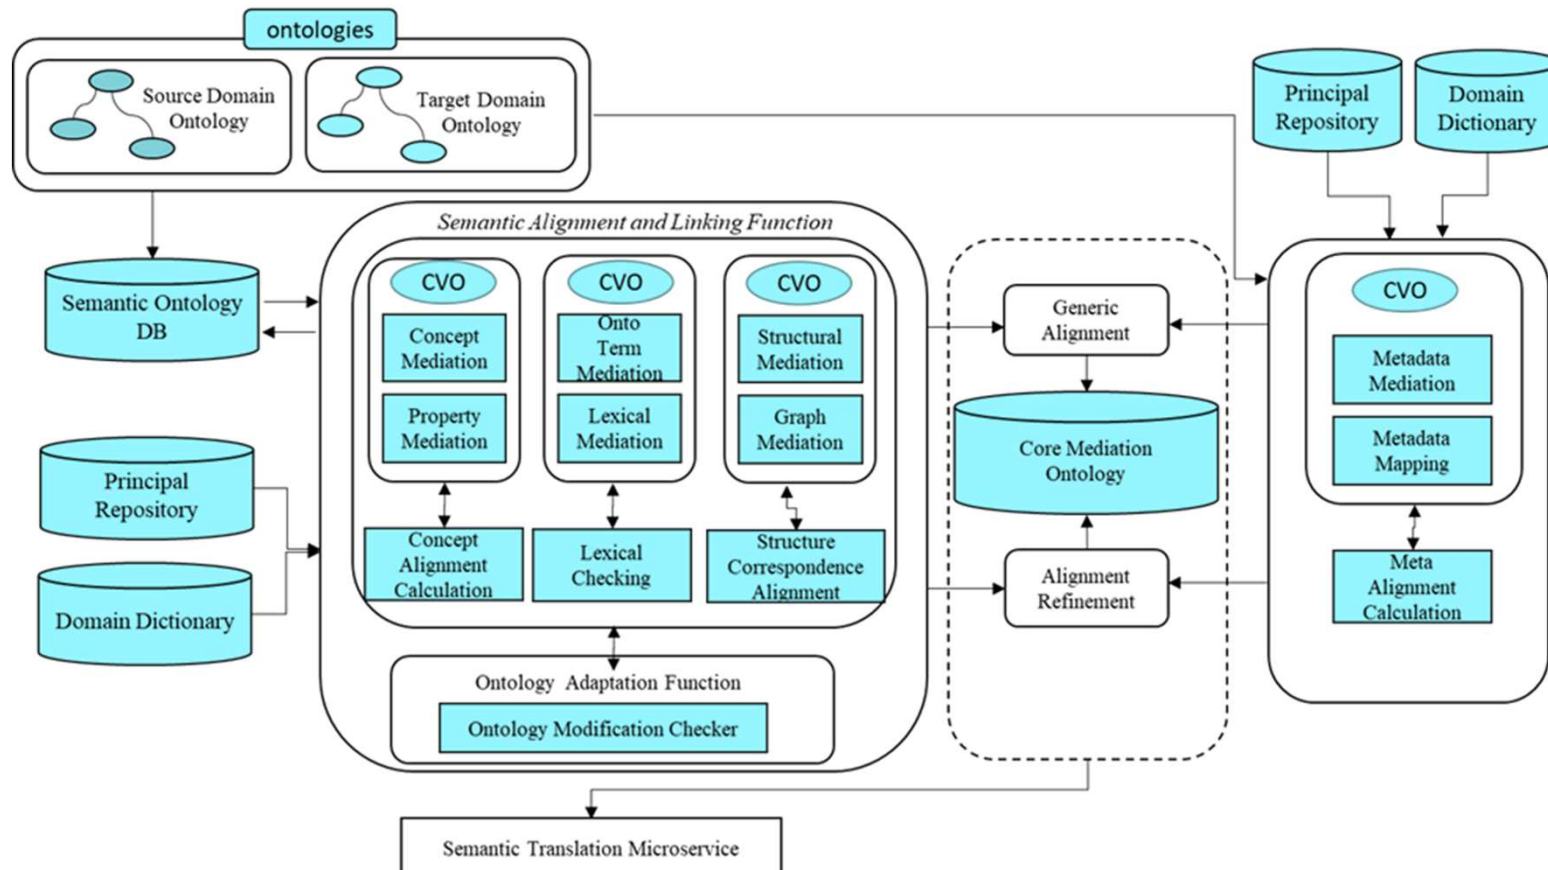 ontologies
Source Domain
Ontology
Target Domain
Ontology
Principal
Repository
Domain
Dictionary
Semantic Ontology
DB
Principal
Repository
Domain Dictionary
Semantic Alignment and Linking Function
CVO
Concept
Mediation
Property
Mediation
CVO
Onto
Term
Mediation
Lexical
Mediation
CVO
Structural
Mediation
Graph
Mediation
Concept
Alignment
Calculation
Lexical
Checking
Structure
Correspondence
Alignment
Ontology Adaptation Function
Ontology Modification Checker
Generic
Alignment
Core Mediation
Ontology
Alignment
Refinement
CVO
Metadata
Mediation
Metadata
Mapping
Meta
Alignment
Calculation
Semantic Translation Microservice